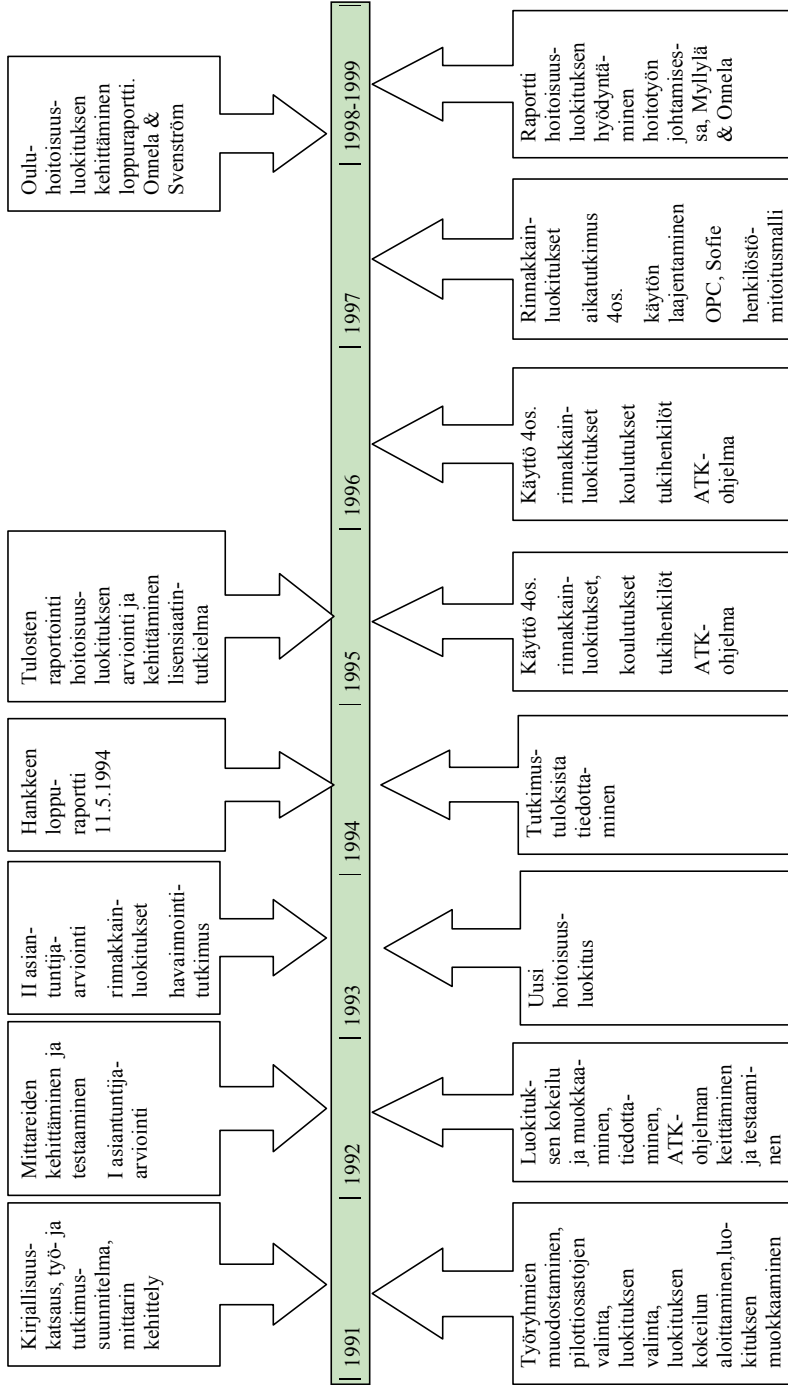 Kirjallisuus-
katsaus, työ- ja
tutkimus-
suunnitelma,
mittarin
kehittely
Mittareiden
kehittäminen ja
testaaminen
I asiantuntija-
arviointi
II asian-
tuntija-
arviointi
rinnakkain-
luokitukset
havainnointi-
tutkimus
Hankkeen
loppu-
raportti
11.5.1994
Tulosten
raportointi
hoitoisuus-
luokituksen
arviointi ja
kehittäminen
lisensiaatin-
tutkielma
Oulu-
hoitoisuus-
luokituksen
kehittäminen
loppuraportti.
Onnela &
Svenström
| 1991 | 1992 | 1993 | 1994 | 1995 | 1996 | 1997 | 1998-1999 |
Työryhmien
muodostaminen,
pilottiosastojen
valinta,
luokituksen
valinta,
luokituksen
kokeilun
aloittaminen,luo-
kituksen
muokkaaminen
Luokituk-
sen kokeilu
ja muokkaa-
minen,
tiedotta-
minen,
ATK-
ohjelman
keittäminen
ja testaami-
nen
Uusi
hoitoisuus-
luokitus
Tutkimus-
tuloksista
tiedotta-
minen
Käyttö 4os.
rinnakkain-
luokitukset,
koulutukset
tukihenkilöt
ATK-
ohjelma
Käyttö 4os.
rinnakkain-
luokitukset
koulutukset
tukihenkilöt
ATK-
ohjelma
Rinnakkain-
luokitukset
aikatutkimus
4os.
käytön
laajentaminen
OPC, Sofie
henkilöstö-
mitoitusmalli
Raportti
hoitoisuus-
luokituksen
hyödyntä-
minen
hoitotyön
johtamises-
sa, Myllylä
& Onnela